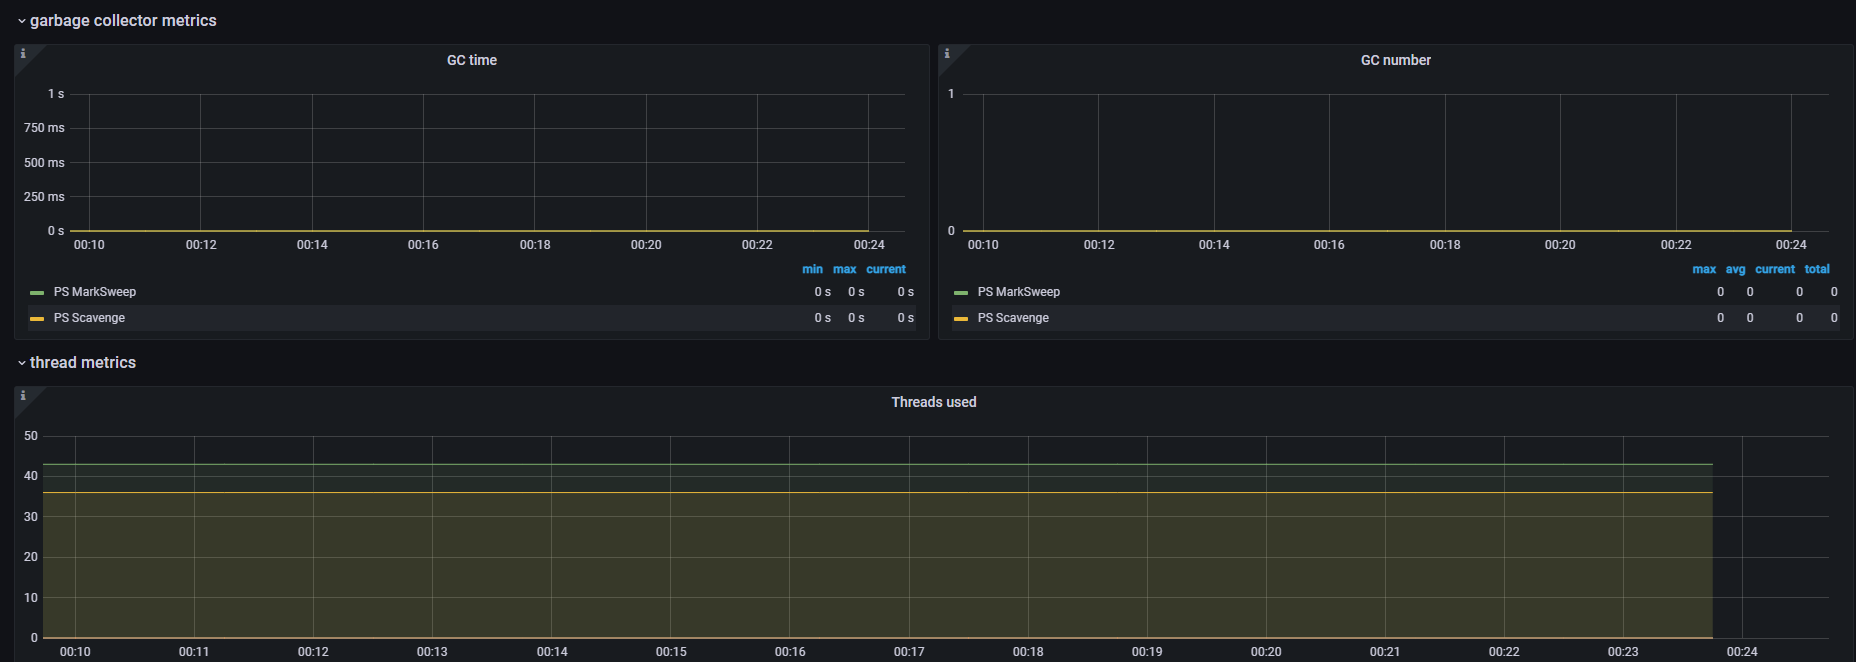 garbage collector metrics
GC time
1 s
750 ms
500 ms
250 ms
0 s
00:10 00:12 00:14 00:16 00:18 00:20 00:22 00:24
min max current
PS MarkSweep 0 s 0 s 0 s
PS Scavenge 0 s 0 s 0 s
GC number
1
0
00:10 00:12 00:14 00:16 00:18 00:20 00:22 00:24
max avg current total
PS MarkSweep 0 0 0 0
PS Scavenge 0 0 0 0
thread metrics
Threads used
50
40
30
20
10
0
00:10 00:11 00:12 00:13 00:14 00:15 00:16 00:17 00:18 00:19 00:20 00:21 00:22 00:23 00:24